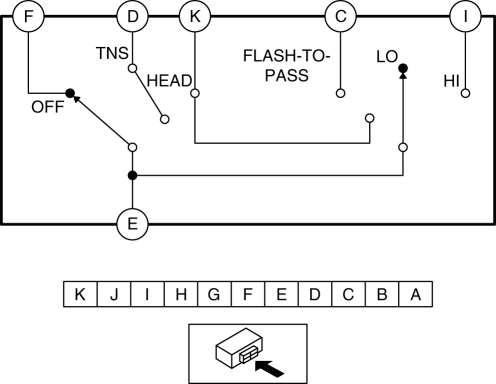 F D K C I
TNS
HEAD
FLASH-TO-
PASS
LO
HI
OFF
E
K J I H G F E D C B A